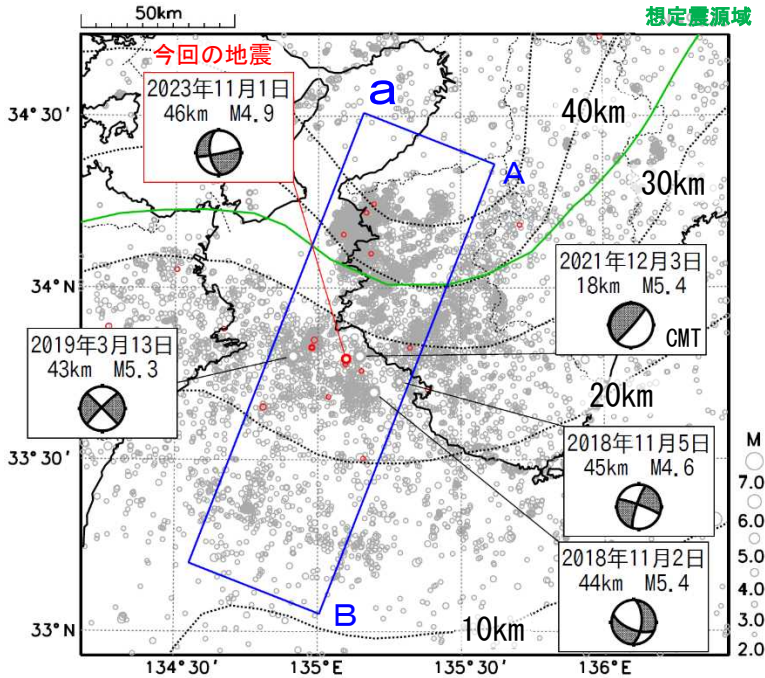 50km
想定震源域
今回の地震
2023年11月1日
46km M4.9
a
A
40km
30km
34°30′
34°N
33°30′
33°N
2021年12月3日
18km M5.4
CMT
2019年3月13日
43km M5.3
20km
2018年11月5日
45km M4.6
2018年11月2日
44km M5.4
B
10km
M
7.0
6.0
5.0
4.0
3.0
2.0
134°30′
135°E
135°30′
136°E